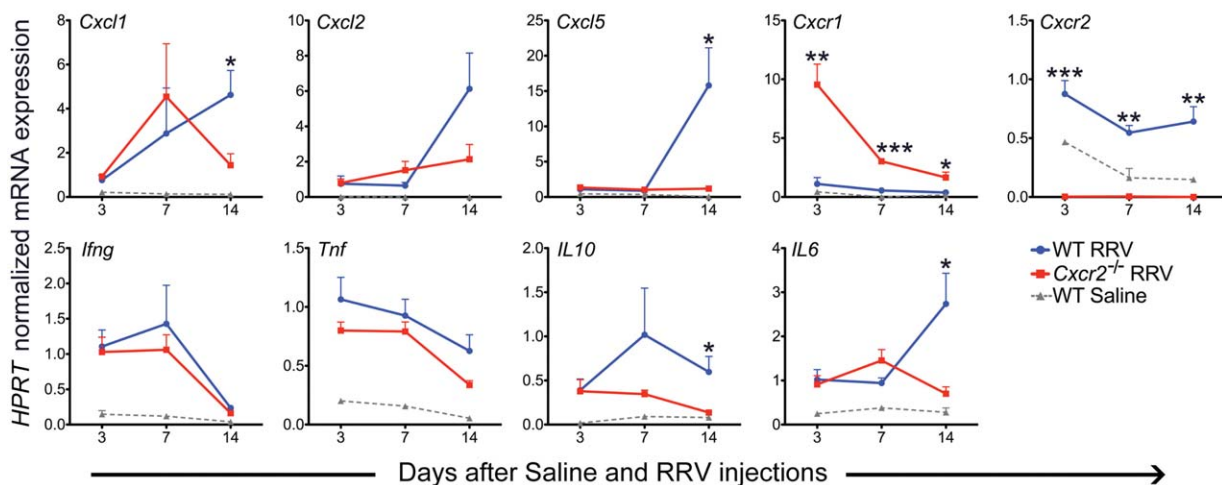 HPRT normalized mRNA expression
Cxcl1
8
6
4
2
0
*
3 7 14
Cxcl2
10
8
6
4
2
0
3 7 14
Cxcl5
25
20
15
10
5
0
*
3 7 14
Cxcr1
15
10
5
0
**
***
*
3 7 14
Cxcr2
1.5
1.0
0.5
0.0
***
**
**
3 7 14
Ifng
2.5
2.0
1.5
1.0
0.5
0.0
3 7 14
Tnf
1.5
1.0
0.5
0.0
3 7 14
IL10
2.0
1.5
1.0
0.5
0.0
*
3 7 14
IL6
4
3
2
1
0
*
3 7 14
WT RRV
Cxcr2-/- RRV
WT Saline
Days after Saline and RRV injections